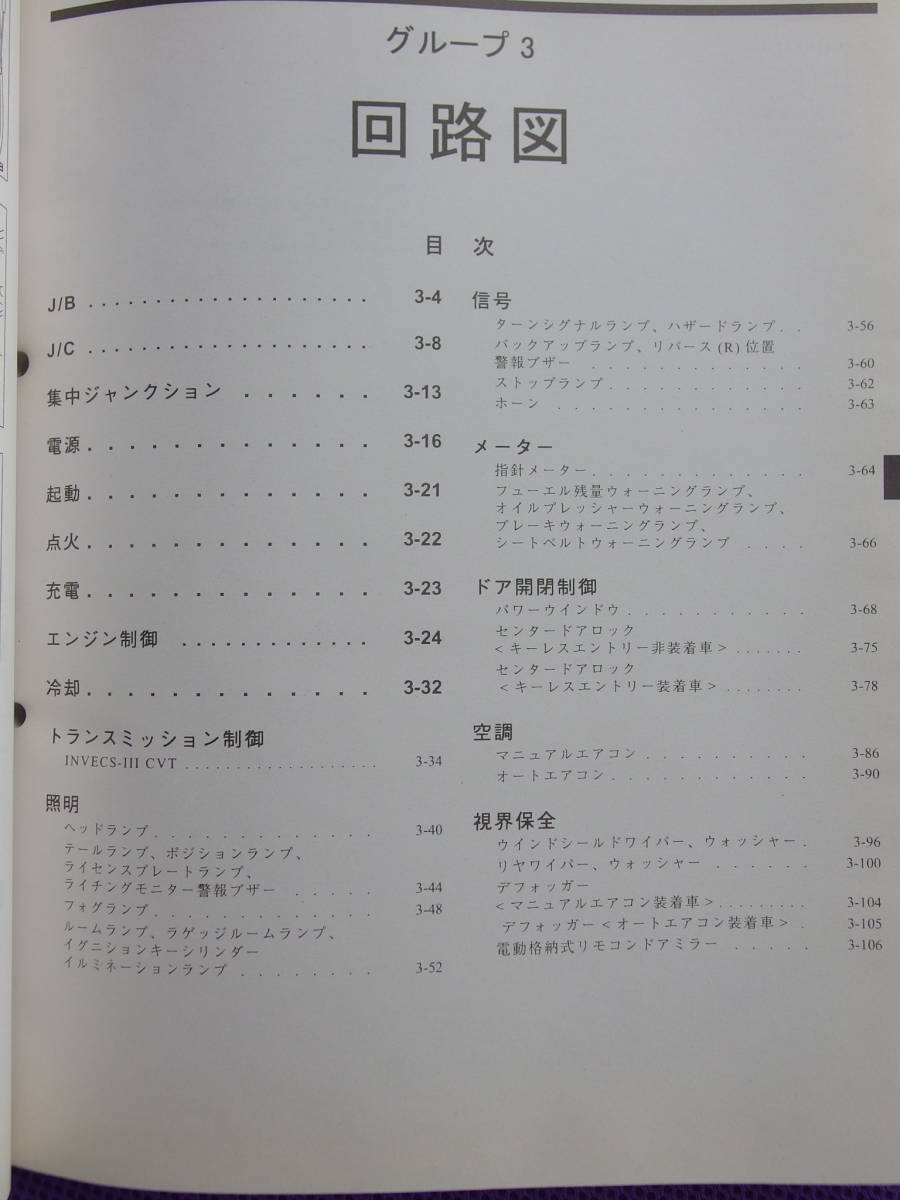 グループ 3
回路図
目 次
J/B . . . . . . . . . . . . . . . . . . . . . 3-4
J/C . . . . . . . . . . . . . . . . . . . . . 3-8
集中ジャンクション . . . . . . 3-13
電源 . . . . . . . . . . 3-16
起動 . . . . . . . . . . 3-21
点火 . . . . . . . . . . 3-22
充電 . . . . . . . . . . 3-23
エンジン制御 . . . . . . . . . . . . . 3-24
冷却 . . . . . . . . . . 3-32
トランスミッション制御
INVECS-III CVT . . . . . . . . . . . . . . . . . . . 3-34
照明
ヘッドランプ . . . . . . . . . . . . . 3-40
テールランプ、ポジションランプ、
ライセンスプレートランプ、
ライチングモニター警報ブザー . . . . . 3-44
フォグランプ . . . . . . . . . . . . . 3-48
ルームランプ、ラゲッジルームランプ、
イグニションキーシリンダー
イルミネーションランプ . . . . . . . . 3-52
信号
ターンシグナルランプ、ハザードランプ . . 3-56
バックアップランプ、リバース (R) 位置
警報ブザー . . . . . . . . . . . . . 3-60
ストップランプ . . . . . . . . . . . . 3-62
ホーン . . . . . . . . . . . . . . . 3-63
メーター
指針メーター . . . . . . . . . . . . . 3-64
フューエル残量ウォーニングランプ、
オイルプレッシャーウォーニングランプ、
ブレーキウォーニングランプ、
シートベルトウォーニングランプ . . . . 3-66
ドア開閉制御
パワーウインドウ . . . . . . . . . . . 3-68
センタードアロック
<キーレスエントリー非装着車> . . . . . . . 3-75
センタードアロック
<キーレスエントリー装着車> . . . . . . . . 3-78
空調
マニュアルエアコン . . . . . . . . . . 3-86
オートエアコン . . . . . . . . . . . . 3-90
視界保全
ウインドシールドワイパー、ウォッシャー . 3-96
リヤワイパー、ウォッシャー . . . . . . 3-100
デフォッガー
<マニュアルエアコン装着車> . . . . . . . . . 3-104
デフォッガー<オートエアコン装着車> . 3-105
電動格納式リモコンドアミラー . . . . . 3-106